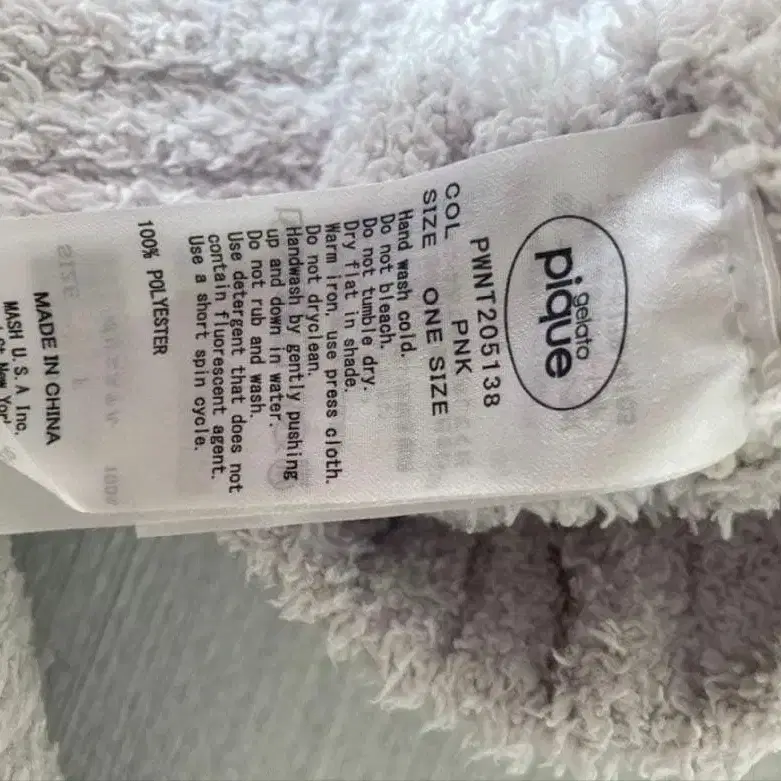 gelato
pique
PWNT205138
COL PNK
SIZE ONE SIZE
Hand wash cold.
Do not bleach.
Do not tumble dry.
Dry flat in shade.
Warm iron, use press cloth.
Do not dryclean.
Handwash by gently pushing
up and down in water.
Do not rub and wash.
Use detergent that does not
contain fluorescent agent.
Use a short spin cycle.
100% POLYESTER
MADE IN CHINA
MASH U.S.A Inc.